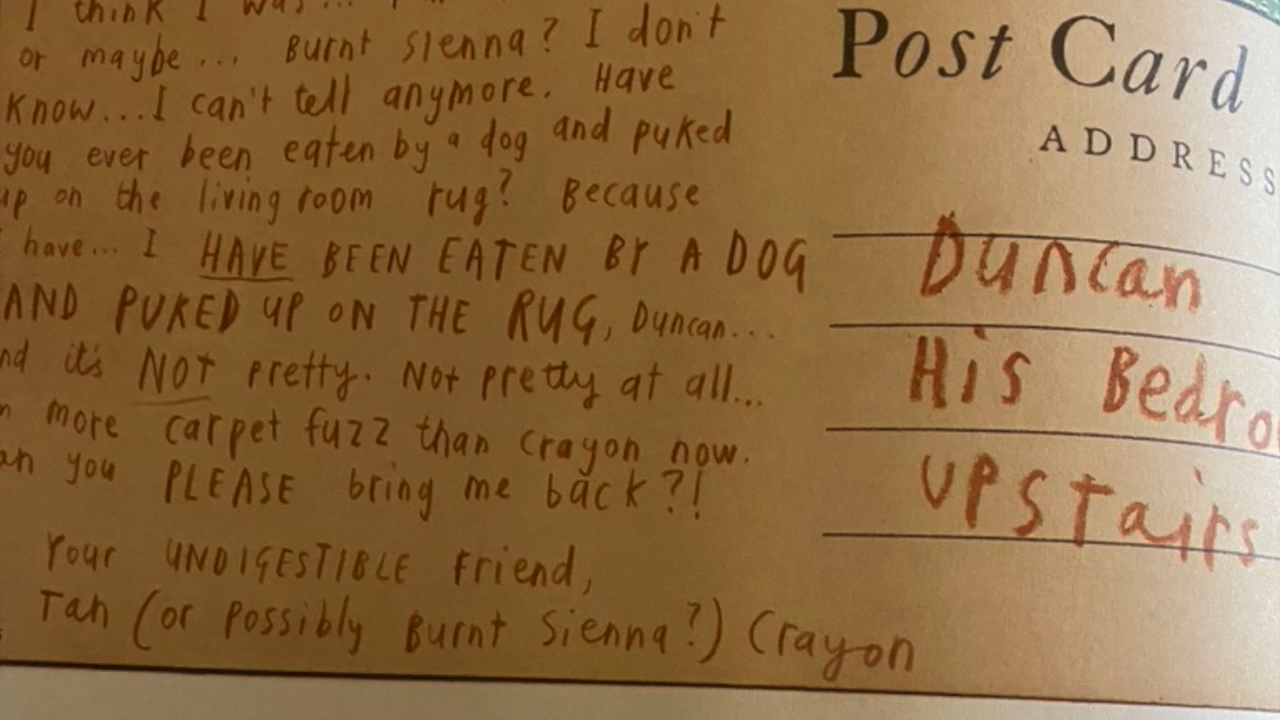 I think I was...
or maybe... Burnt Sienna? I don't
know... I can't tell anymore. Have
you ever been eaten by a dog and puked
up on the living room rug? Because
have... I HAVE BEEN EATEN BY A DOG
AND PUKED UP ON THE RUG, Duncan...
it's NOT pretty. Not pretty at all...
more carpet fuzz than crayon now.
you PLEASE bring me back?!
Your UNDIGESTIBLE Friend,
Tan (or possibly Burnt Sienna?) Crayon
Post Card
ADDRESS
Duncan
His Bedro
Upstairs